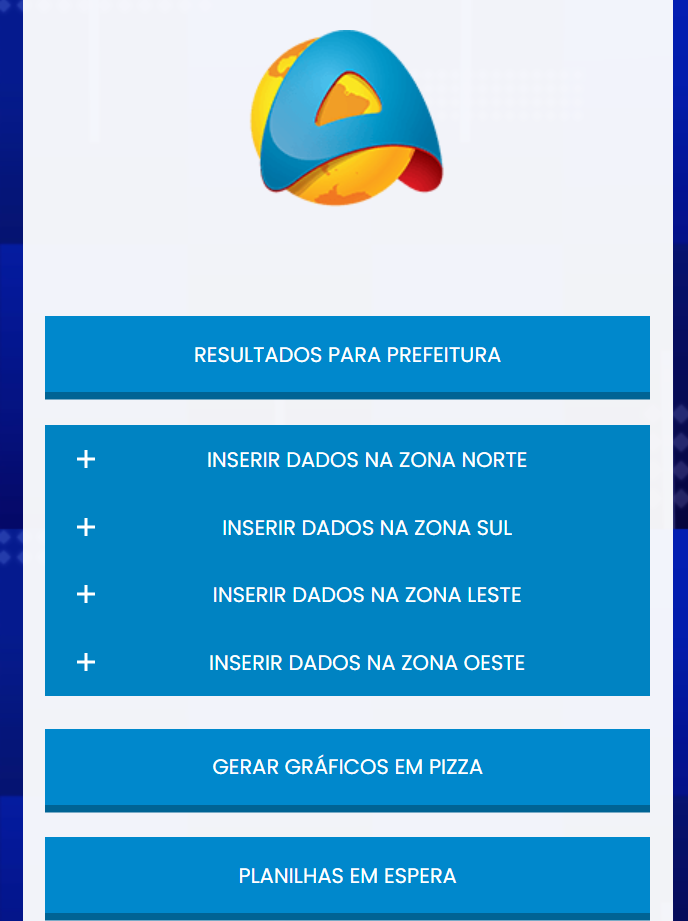 RESULTADOS PARA PREFEITURA
+ INSERIR DADOS NA ZONA NORTE
+ INSERIR DADOS NA ZONA SUL
+ INSERIR DADOS NA ZONA LESTE
+ INSERIR DADOS NA ZONA OESTE
GERAR GRÁFICOS EM PIZZA
PLANILHAS EM ESPERA